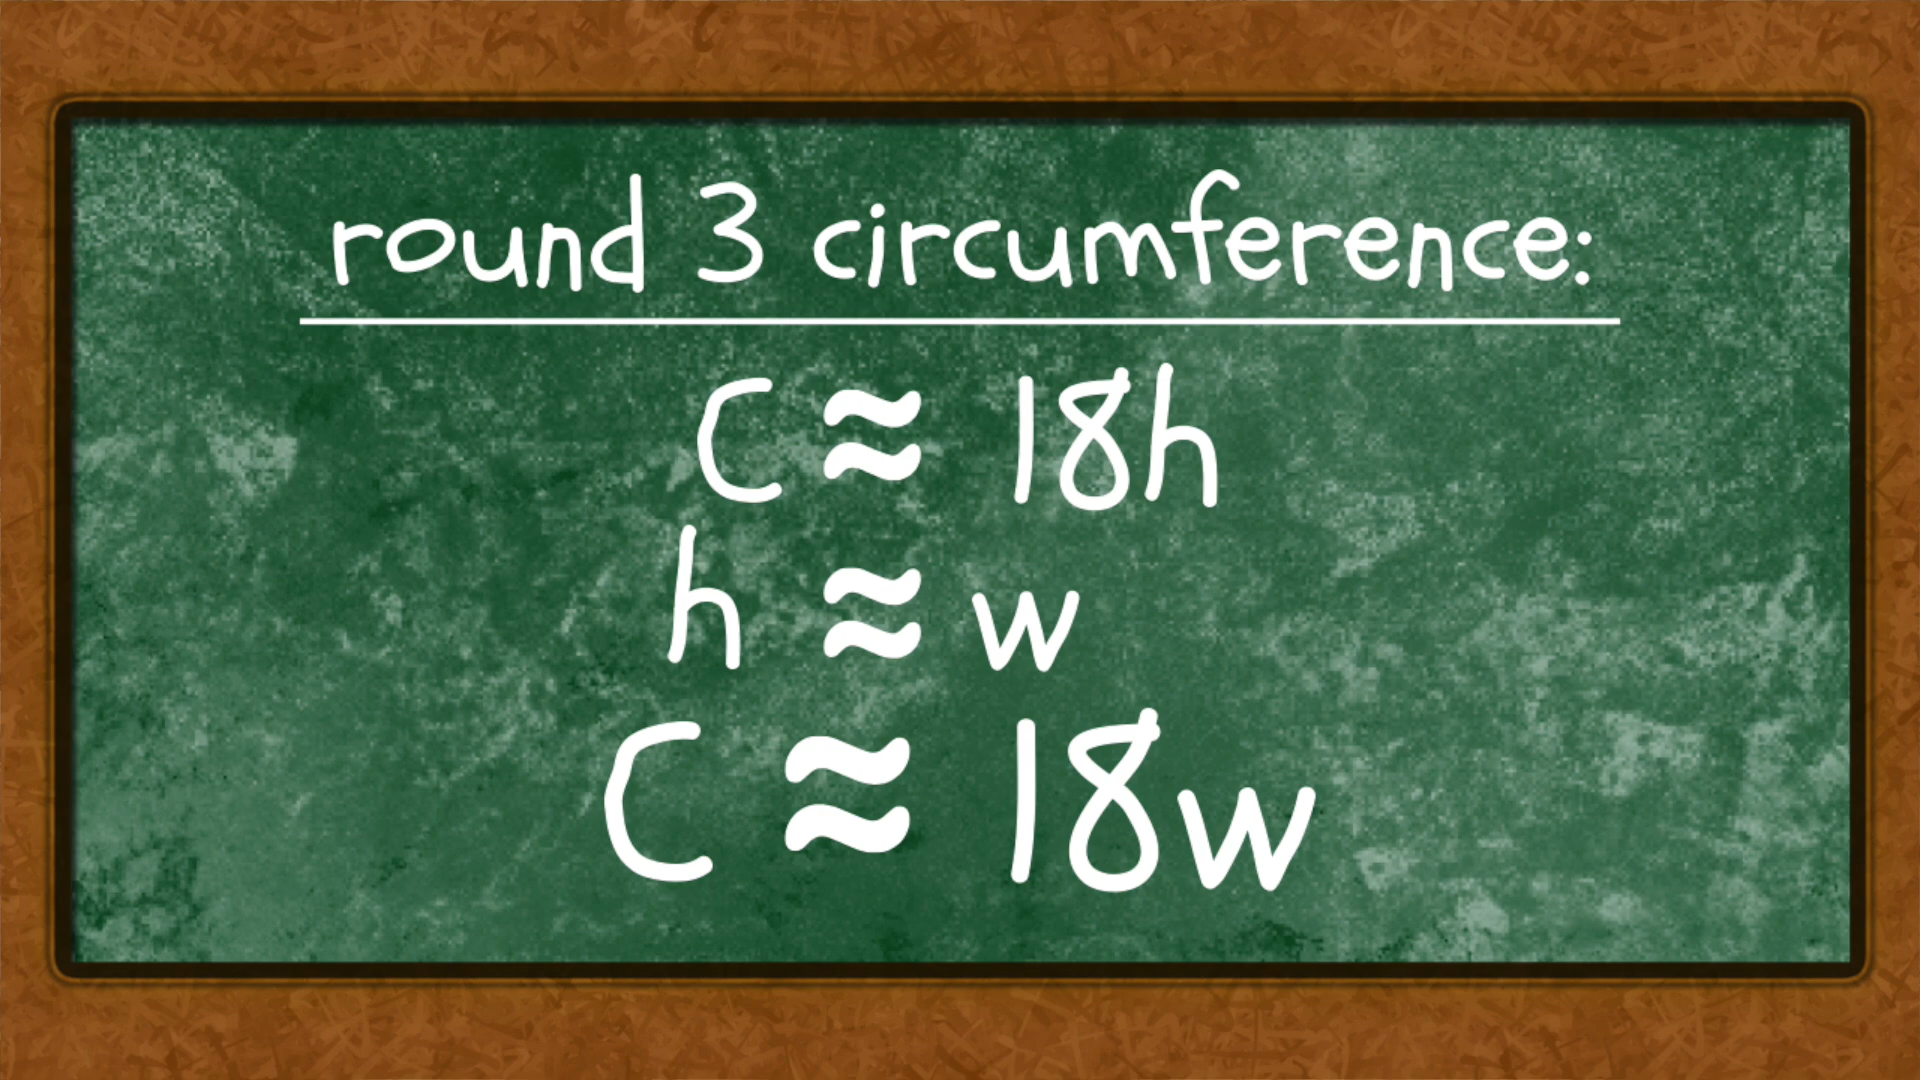 round 3 circumference:
C ≈ 18h
h ≈ w
C ≈ 18w